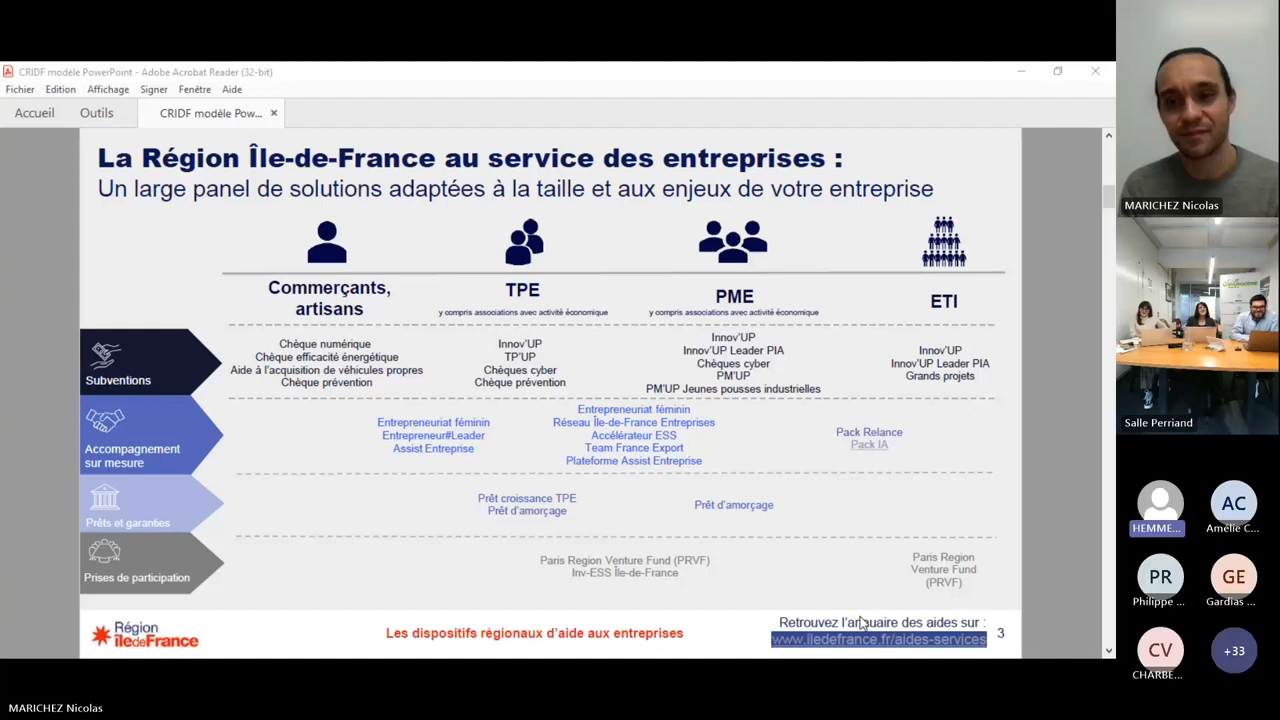 CRIDF modèle PowerPoint - Adobe Acrobat Reader (32-bit)
Fichier Edition Affichage Signer Fenêtre Aide
Accueil Outils CRIDF modèle Pow... ×
La Région Île-de-France au service des entreprises :
Un large panel de solutions adaptées à la taille et aux enjeux de votre entreprise
Commerçants,
artisans
TPE
y compris associations avec activité économique
PME
y compris associations avec activité économique
ETI
Subventions
Chèque numérique
Chèque efficacité énergétique
Aide à l'acquisition de véhicules propres
Chèque prévention
Innov'UP
TP'UP
Chèques cyber
Chèque prévention
Innov'UP
Innov'UP Leader PIA
Chèques cyber
PM'UP
PM'UP Jeunes pousses industrielles
Innov'UP
Innov'UP Leader PIA
Grands projets
Accompagnement
sur mesure
Entrepreneuriat féminin
Entrepreneur#Leader
Assist Entreprise
Entrepreneuriat féminin
Réseau Île-de-France Entreprises
Accélérateur ESS
Team France Export
Plateforme Assist Entreprise
Pack Relance
Pack IA
Prêts et garanties
Prêt croissance TPE
Prêt d'amorçage
Prêt d'amorçage
Prises de participation
Paris Region Venture Fund (PRVF)
Inv-ESS Île-de-France
Paris Region
Venture Fund
(PRVF)
Région
îledeFrance
Les dispositifs régionaux d'aide aux entreprises
Retrouvez l'annuaire des aides sur :
www.iledefrance.fr/aides-services
3
MARICHEZ Nicolas
MARICHEZ Nicolas
Salle Perriand
HEMME...
AC
Amélie C...
PR
Philippe ...
GE
Gardias ...
CV
CHARBE...
+33